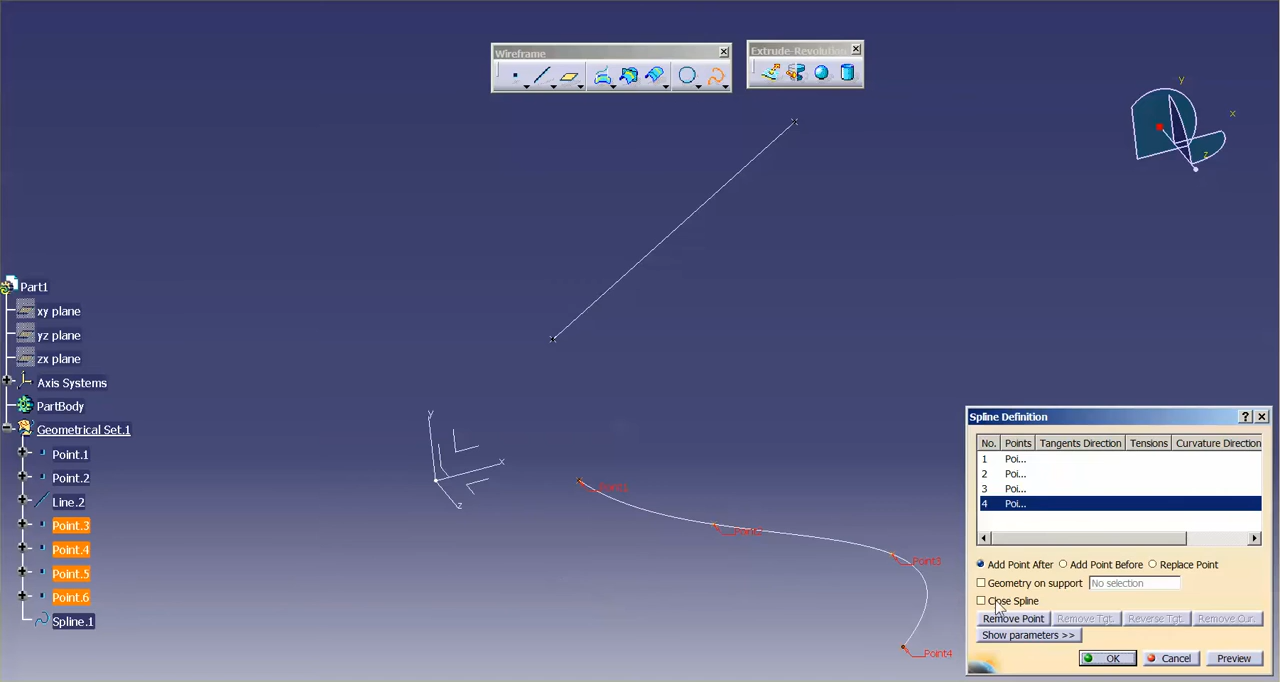 Wireframe
Extrude-Revolution
y
x
z
Part1
xy plane
yz plane
zx plane
Axis Systems
PartBody
Geometrical Set.1
Point.1
Point.2
Line.2
Point.3
Point.4
Point.5
Point.6
Spline.1
y
x
z
Point1
Point3
Point4
Spline Definition
No. Points Tangents Direction Tensions Curvature Direction
1 Poi...
2 Poi...
3 Poi...
4 Poi...
Add Point After Add Point Before Replace Point
Geometry on support No selection
Close Spline
Remove Point Remove Tgt. Reverse Tgt. Remove Cur.
Show parameters >>
OK Cancel Preview